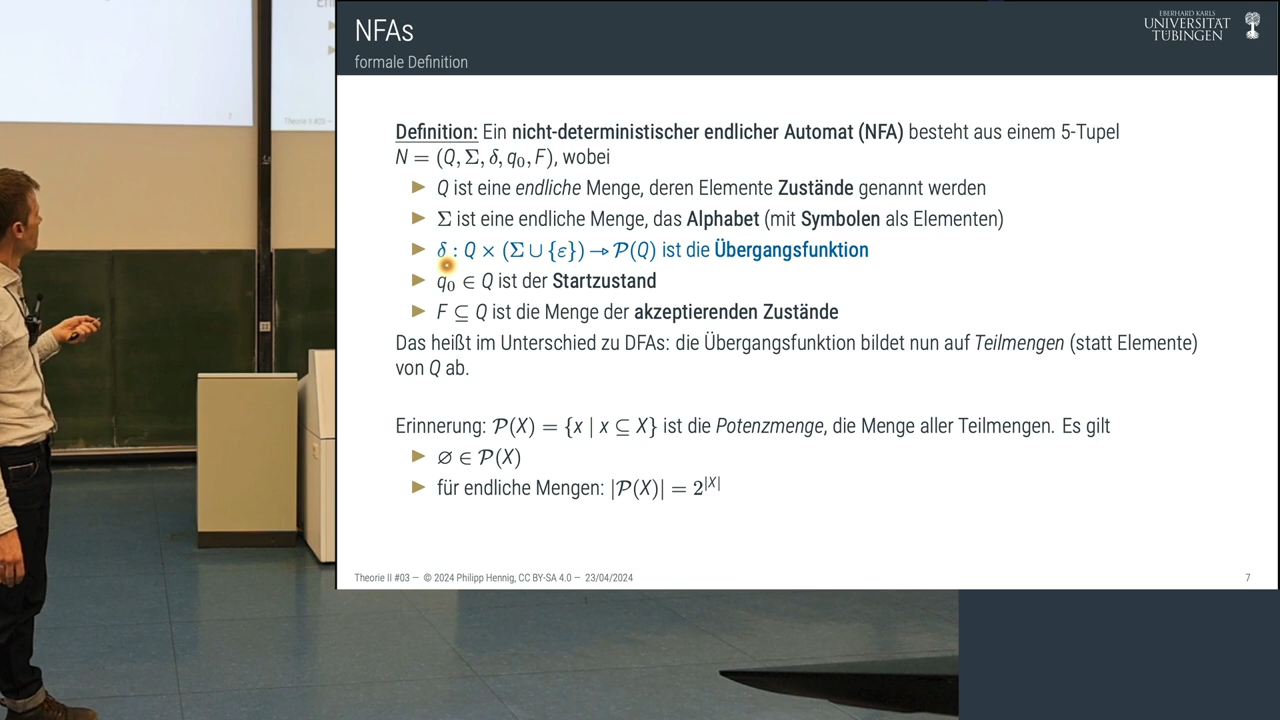 NFAs
formale Definition
EBERHARD KARLS
UNIVERSITÄT
TÜBINGEN
Definition: Ein nicht-deterministischer endlicher Automat (NFA) besteht aus einem 5-Tupel
N = (Q, Σ, δ, q₀, F), wobei
▶ Q ist eine endliche Menge, deren Elemente Zustände genannt werden
▶ Σ ist eine endliche Menge, das Alphabet (mit Symbolen als Elementen)
▶ δ : Q × (Σ ∪ {ε}) → P(Q) ist die Übergangsfunktion
▶ q₀ ∈ Q ist der Startzustand
▶ F ⊆ Q ist die Menge der akzeptierenden Zustände
Das heißt im Unterschied zu DFAs: die Übergangsfunktion bildet nun auf Teilmengen (statt Elemente)
von Q ab.
Erinnerung: P(X) = {x | x ⊆ X} ist die Potenzmenge, die Menge aller Teilmengen. Es gilt
▶ ∅ ∈ P(X)
▶ für endliche Mengen: |P(X)| = 2^|X|
Theorie II #03 — © 2024 Philipp Hennig, CC BY-SA 4.0 — 23/04/2024
7
7
Theorie II #03 —